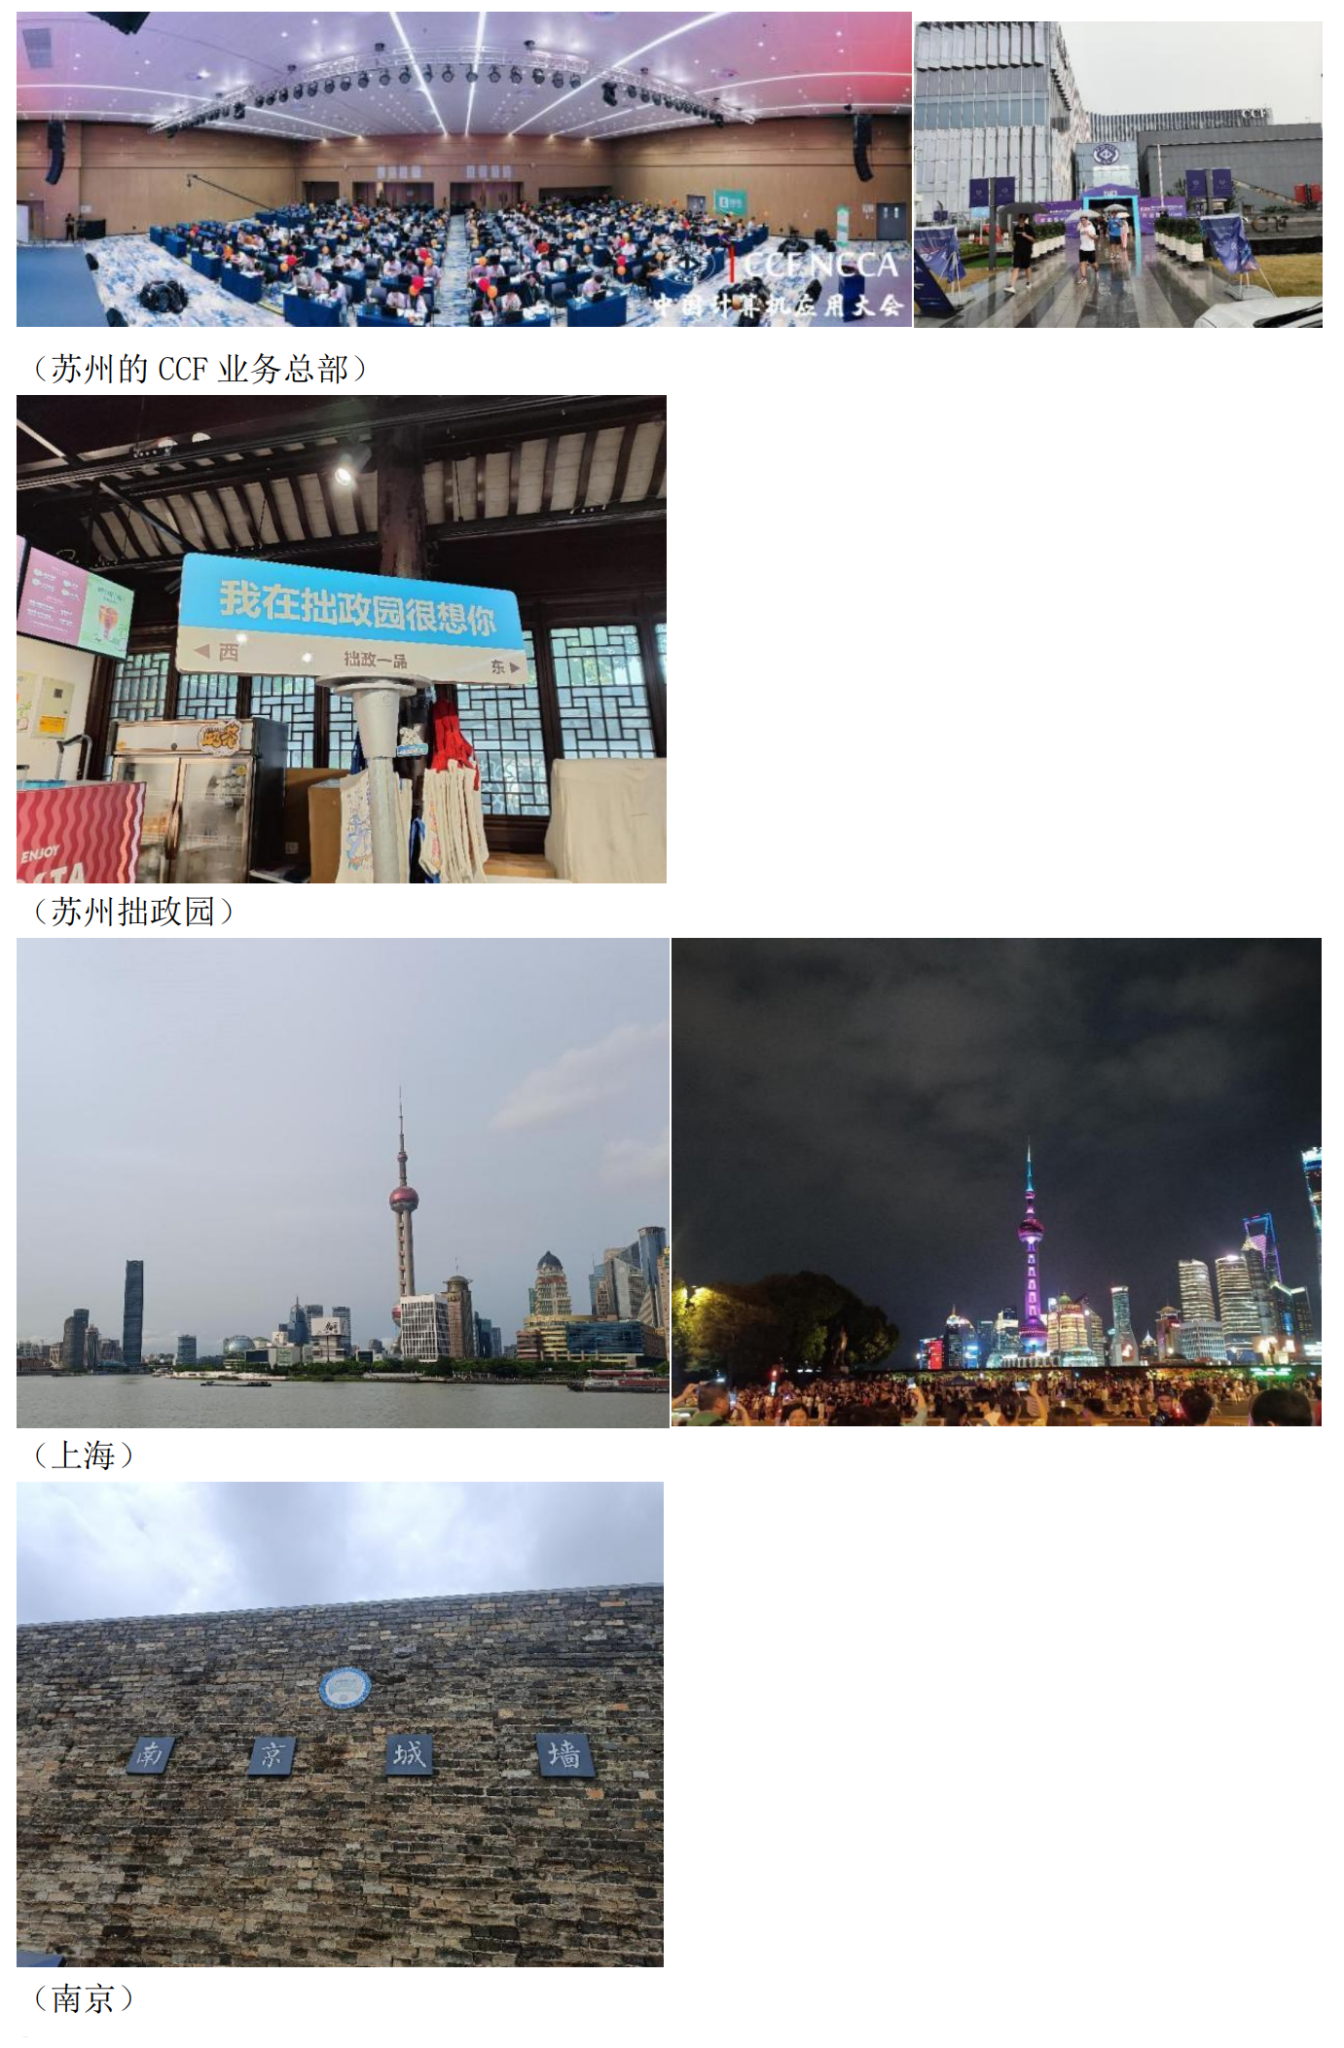 CCF
CCF NCCA
中国计算机应用大会
（苏州的 CCF 业务总部）
我在拙政园很想你
西
拙政一品
东
ENJOY
（苏州拙政园）
（上海）
南 京 城 墙
（南京）